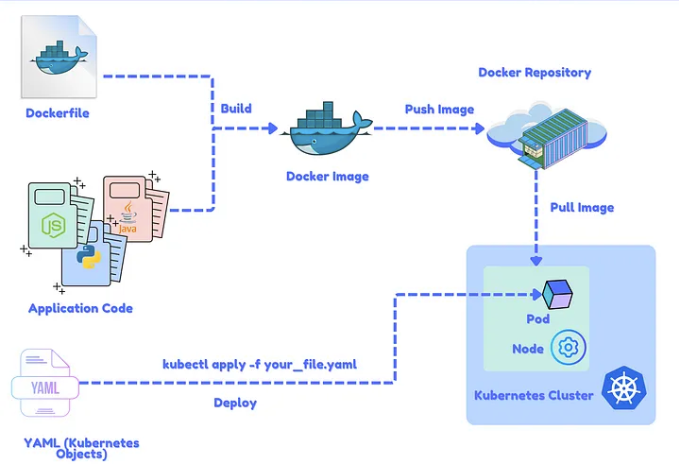 Docker Repository
Dockerfile
Build
Push Image
Docker Image
Pull Image
JS
Java
Application Code
Pod
Node
kubectl apply -f your_file.yaml
YAML
Kubernetes Cluster
Deploy
YAML (Kubernetes
Objects)